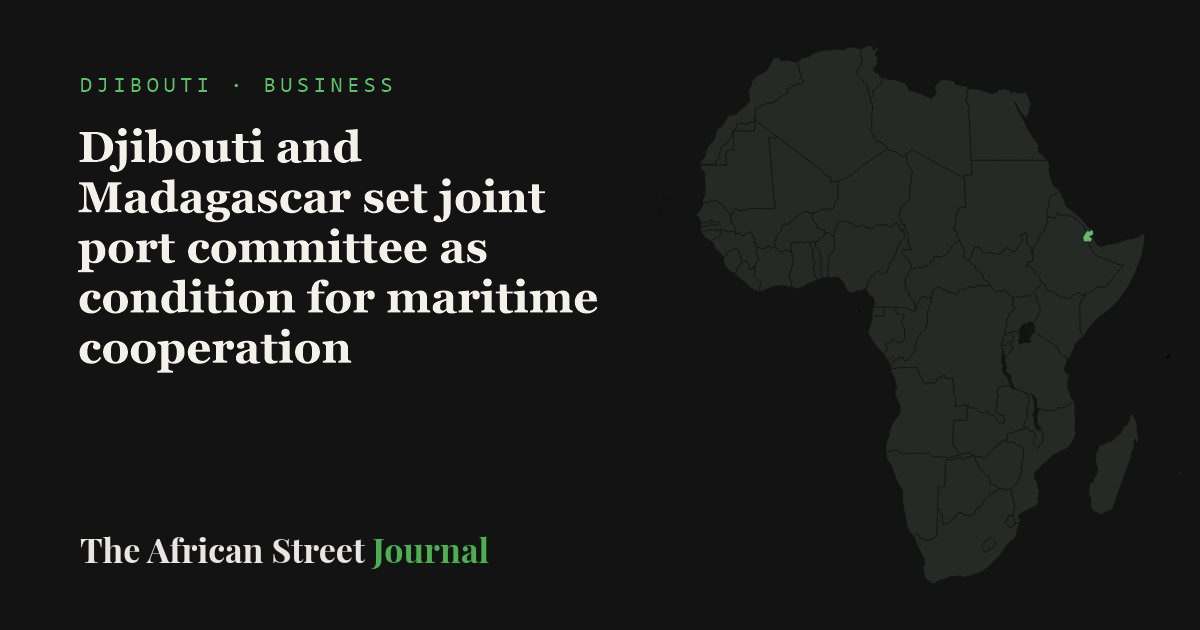 DJIBOUTI · BUSINESS
Djibouti and
Madagascar set joint
port committee as
condition for maritime
cooperation
The African Street Journal